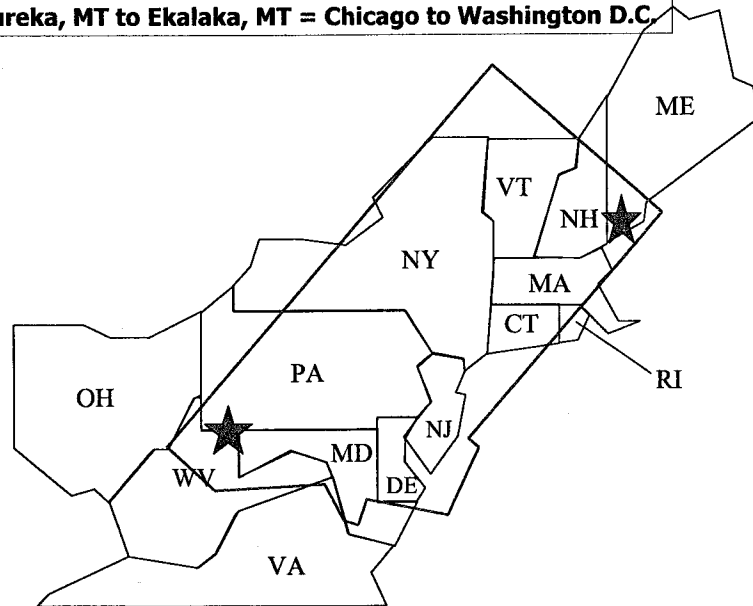 ureka, MT to Ekalaka, MT = Chicago to Washington D.C.
ME
VT
NH
NY
MA
CT
RI
PA
OH
NJ
MD
WV
DE
VA